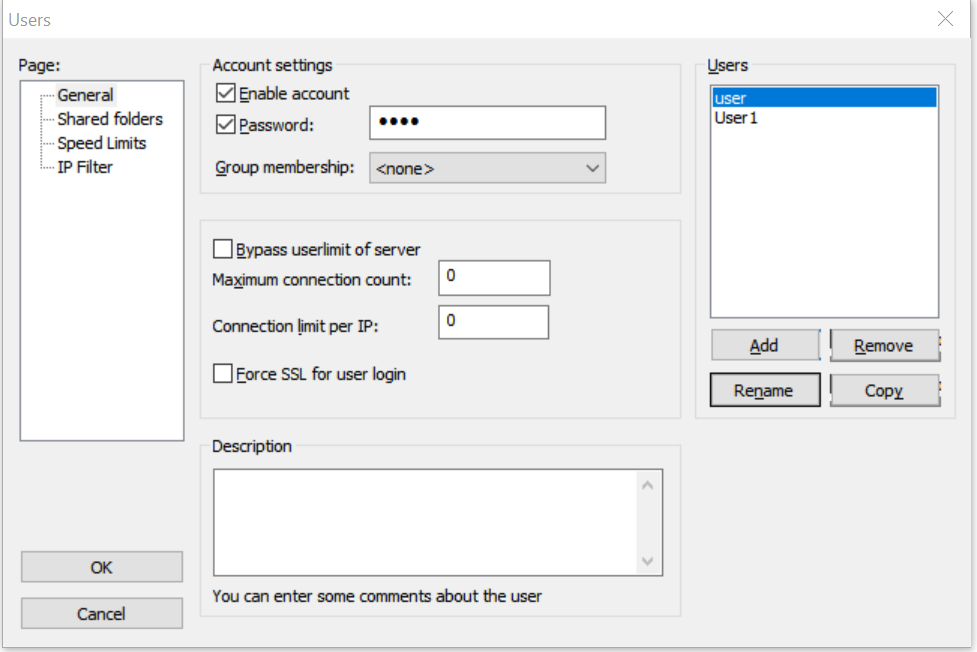 Users
Page:
General
Shared folders
Speed Limits
IP Filter
OK
Cancel
Account settings
Enable account
Password:
••••
Group membership:
<none>
Bypass userlimit of server
Maximum connection count:
0
Connection limit per IP:
0
Force SSL for user login
Description
You can enter some comments about the user
Users
user
User1
Add
Remove
Rename
Copy